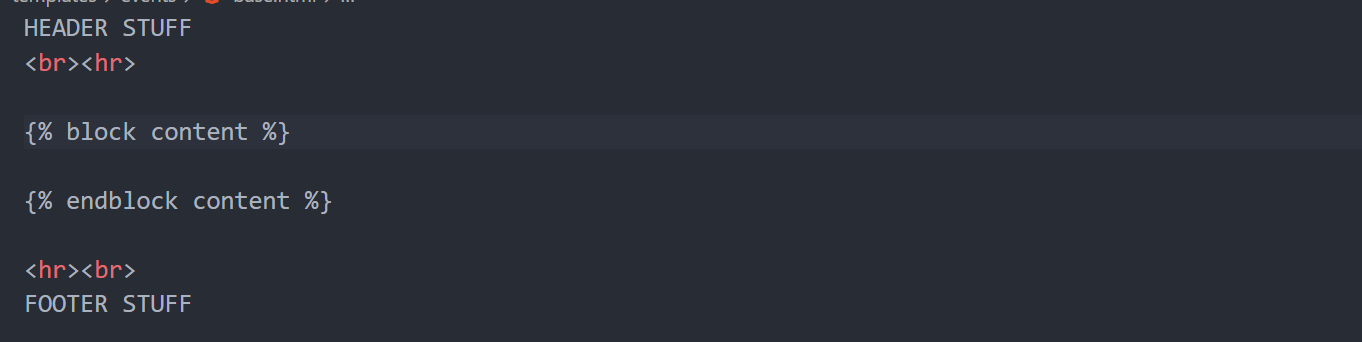 HEADER STUFF
<br><hr>
{% block content %}
{% endblock content %}
<hr><br>
FOOTER STUFF